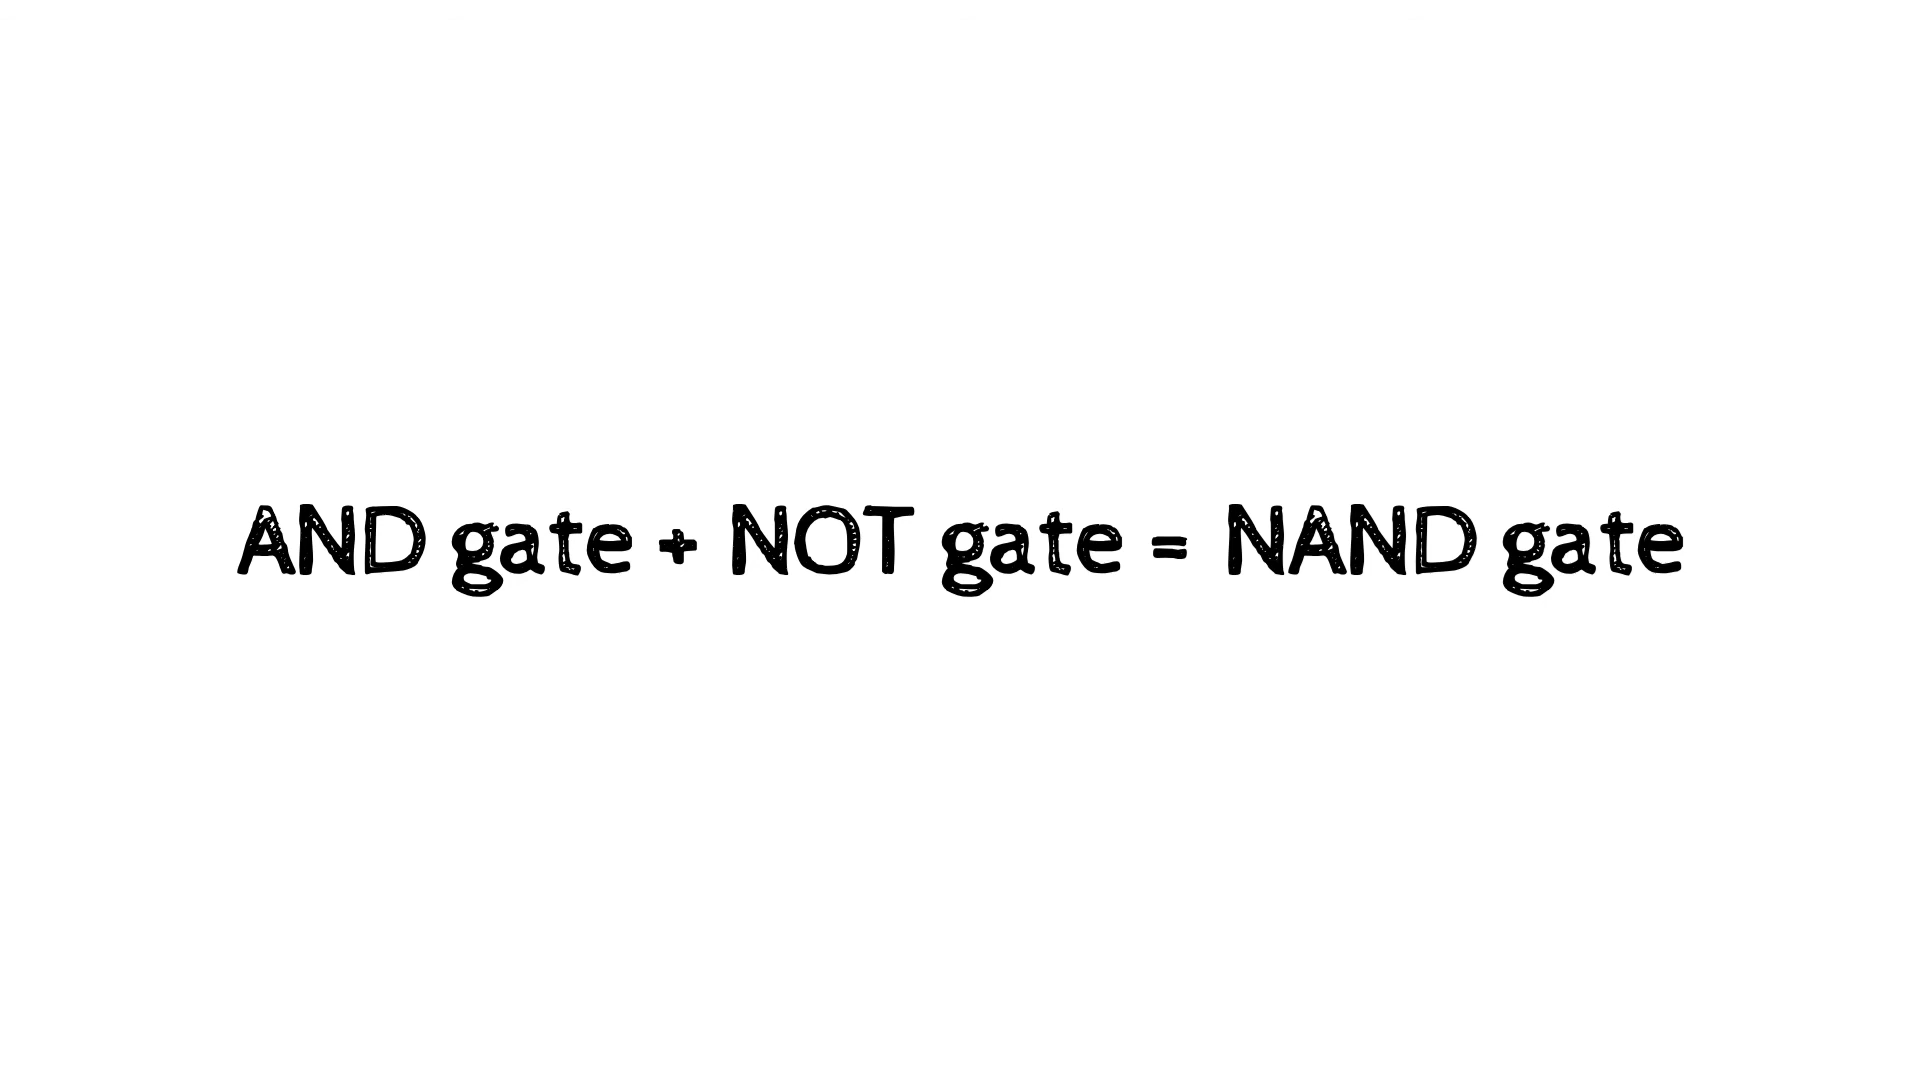 AND gate + NOT gate = NAND gate